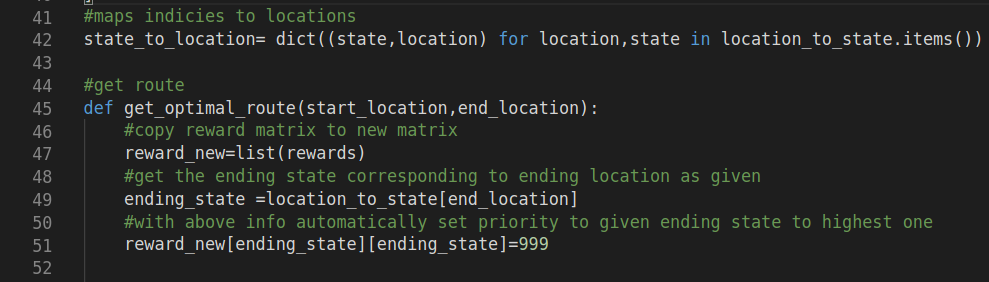 41 #maps indicies to locations
42 state_to_location= dict((state,location) for location,state in location_to_state.items())
43
44 #get route
45 def get_optimal_route(start_location,end_location):
46 #copy reward matrix to new matrix
47 reward_new=list(rewards)
48 #get the ending state corresponding to ending location as given
49 ending_state =location_to_state[end_location]
50 #with above info automatically set priority to given ending state to highest one
51 reward_new[ending_state][ending_state]=999
52